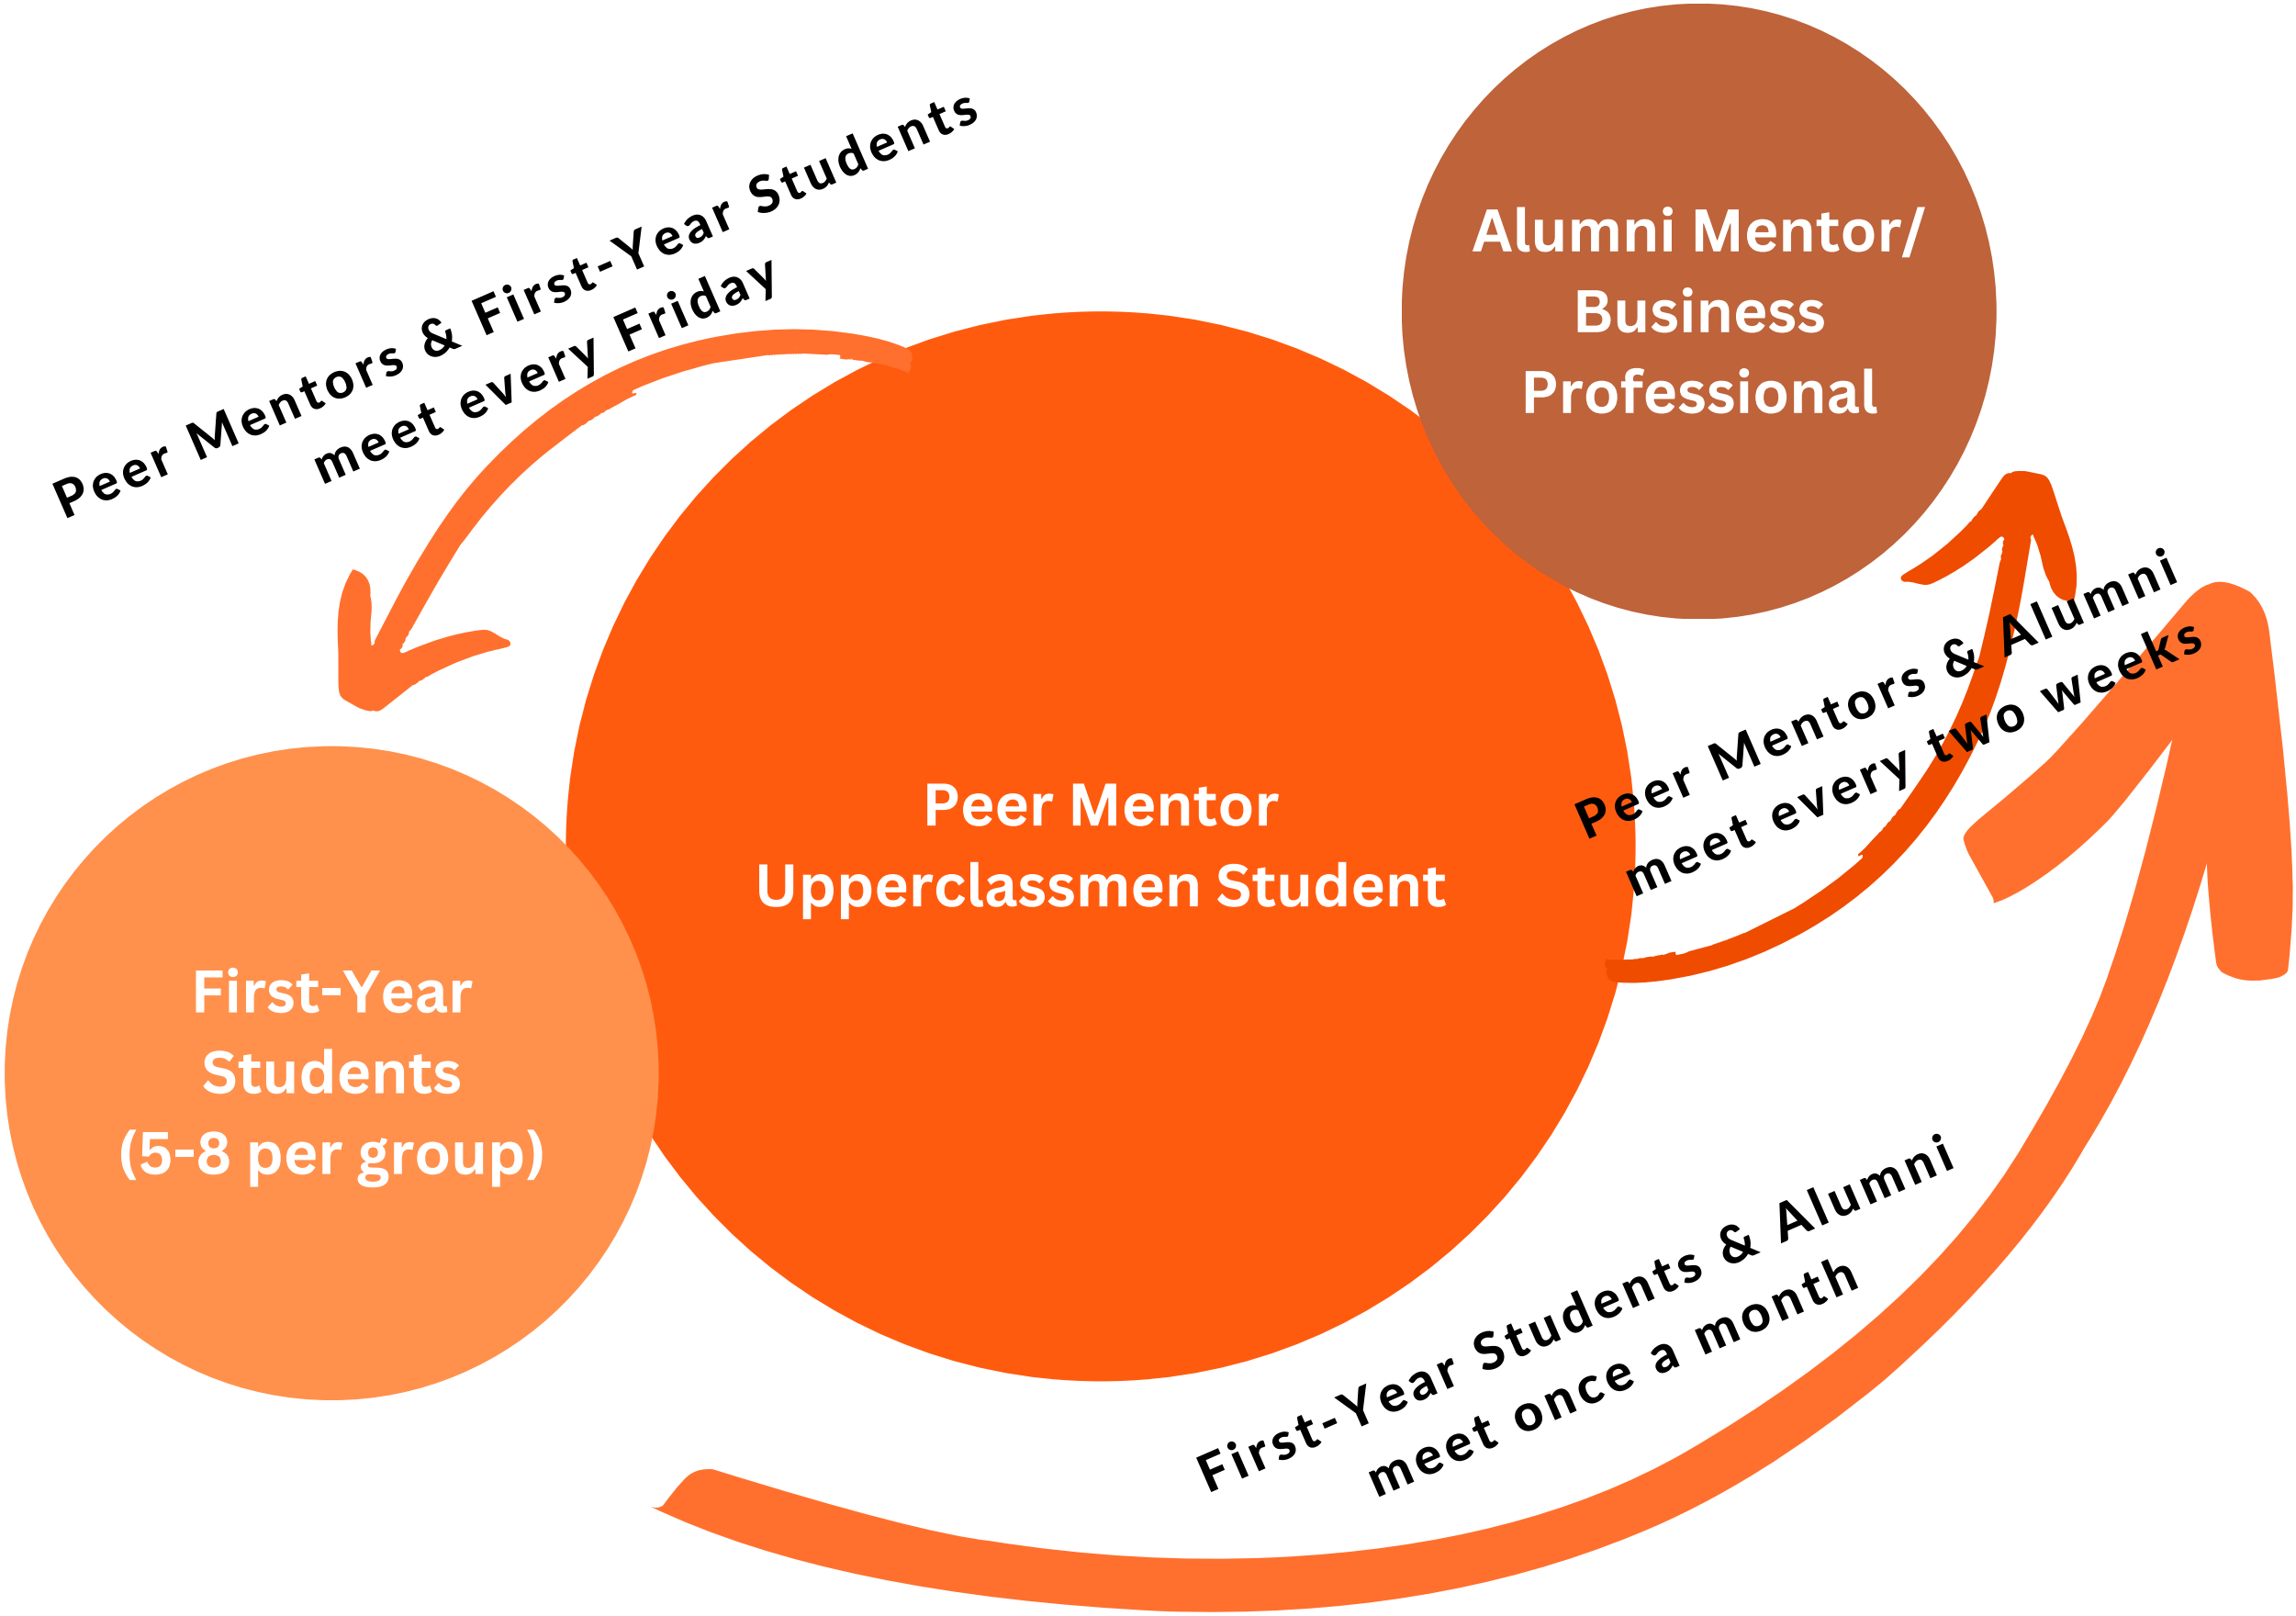 Peer Mentors & First-Year Students
meet every Friday
Alumni Mentor/
Business
Professional
Peer Mentors & Alumni
meet every two weeks
Peer Mentor
Upperclassmen Student
First-Year
Students
(5-8 per group)
First-Year Students & Alumni
meet once a month